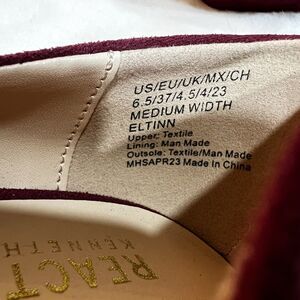 US/EU/UK/MX/CH
6.5/37/4.5/4/23
MEDIUM WIDTH
ELTINN
Upper: Textile
Lining: Man Made
Outsole: Textile/Man Made
MHSAPR23 Made In China
REACT
KENNETH